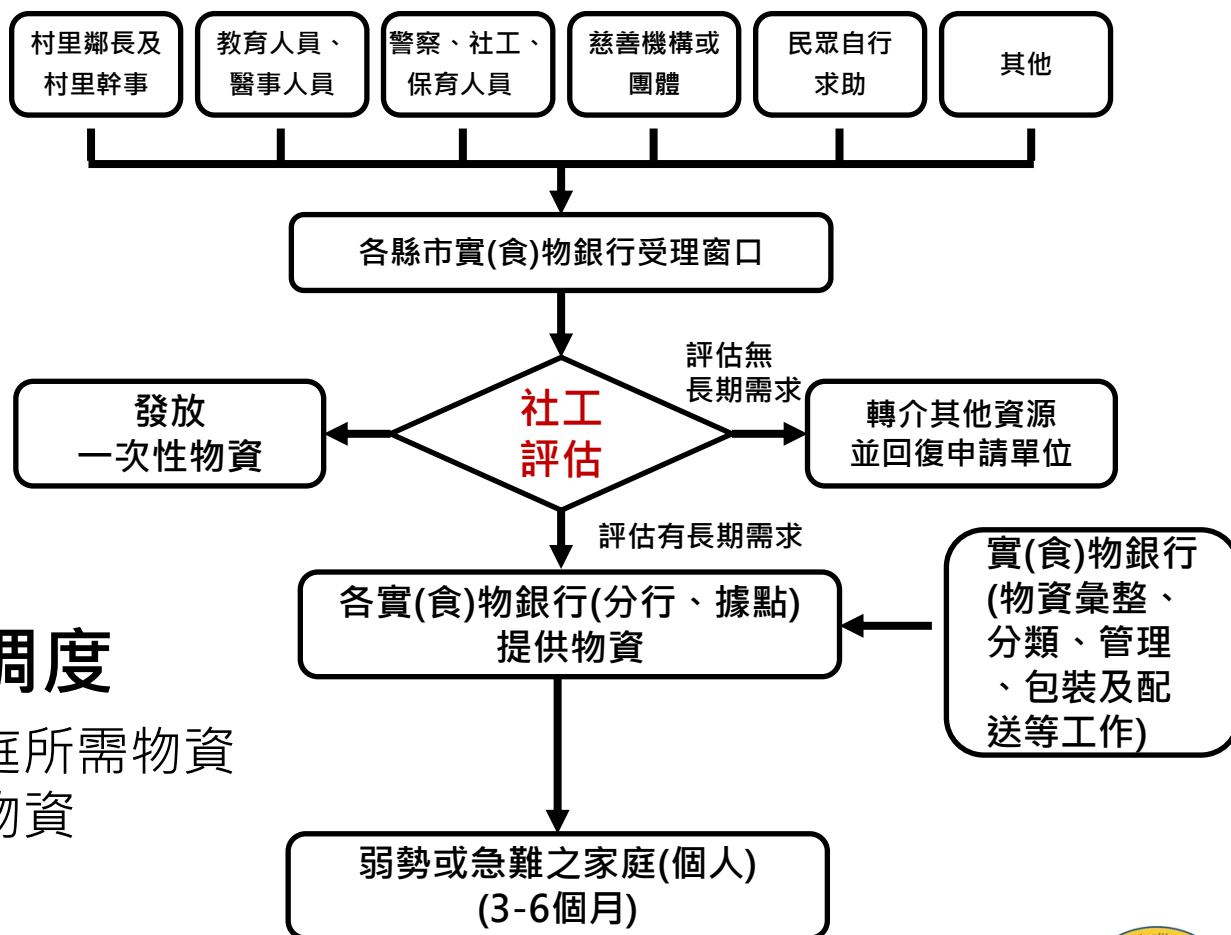 村里鄰長及
村里幹事
教育人員、
醫事人員
警察、社工、
保育人員
慈善機構或
團體
民眾自行
求助
其他
各縣市實(食)物銀行受理窗口
評估無
長期需求
發放
一次性物資
社工
評估
轉介其他資源
並回復申請單位
評估有長期需求
各實(食)物銀行(分行、據點)
提供物資
實(食)物銀行
(物資彙整、
分類、管理
、包裝及配
送等工作)
調度
庭所需物資
物資
弱勢或急難之家庭(個人)
(3-6個月)